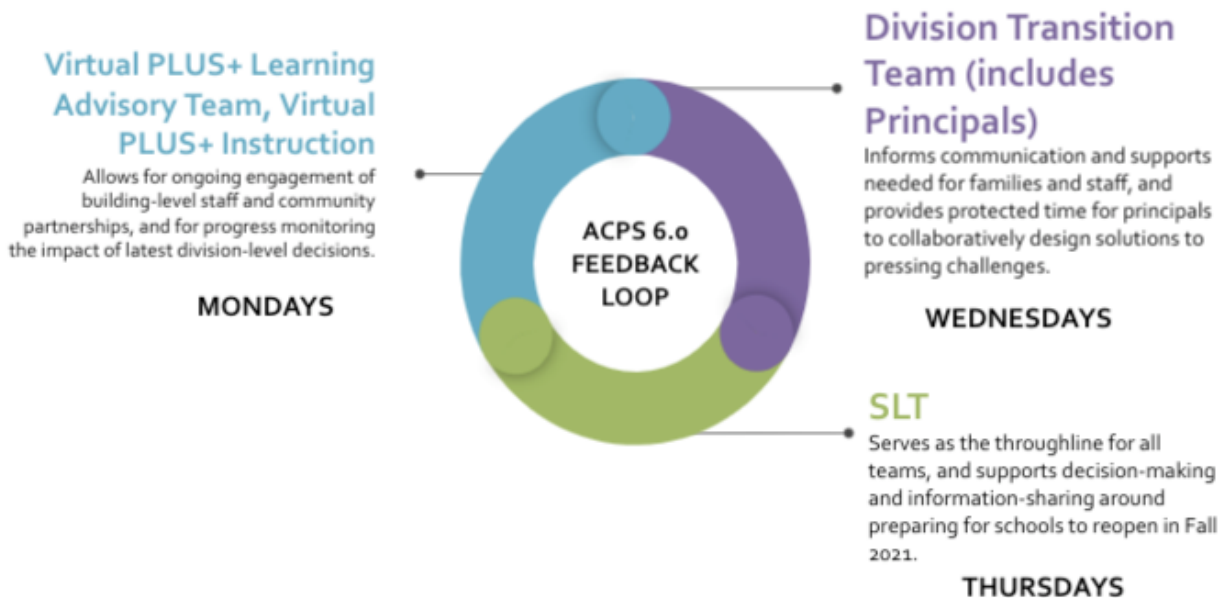 Virtual PLUS+ Learning
Advisory Team, Virtual
PLUS+ Instruction
Allows for ongoing engagement of
building-level staff and community
partnerships, and for progress monitoring
the impact of latest division-level decisions.
MONDAYS
ACPS 6.0
FEEDBACK
LOOP
Division Transition
Team (includes
Principals)
Informs communication and supports
needed for families and staff, and
provides protected time for principals
to collaboratively design solutions to
pressing challenges.
WEDNESDAYS
SLT
Serves as the throughline for all
teams, and supports decision-making
and information-sharing around
preparing for schools to reopen in Fall
2021.
THURSDAYS